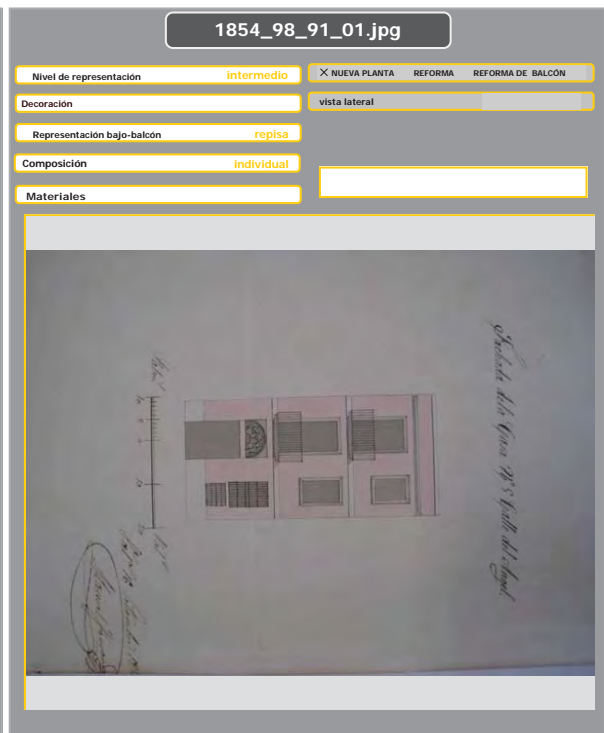 1854_98_91_01.jpg
Nivel de representación intermedio
X NUEVA PLANTA REFORMA REFORMA DE BALCÓN
Decoración
vista lateral
Representación bajo-balcón repisa
Composición individual
Materiales
Fachada de la Casa Nº 8 Calle del Angel.